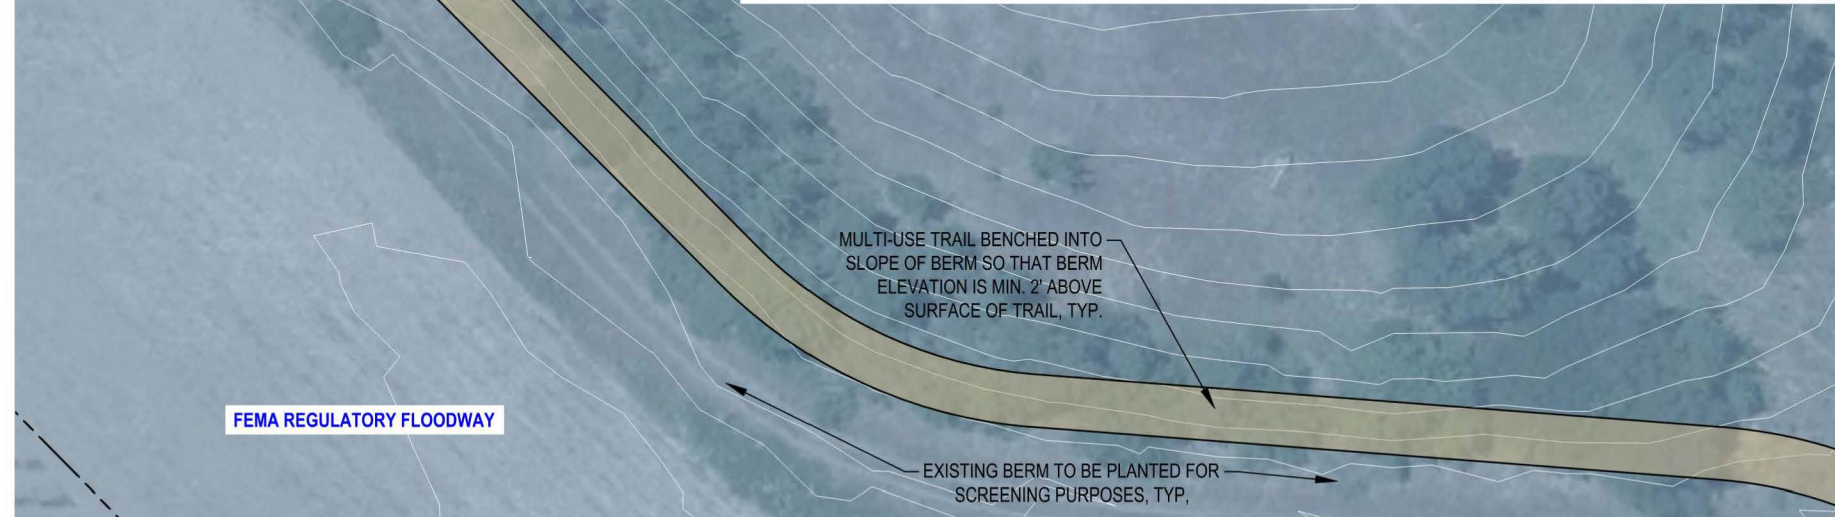 MULTI-USE TRAIL BENCHED INTO
SLOPE OF BERM SO THAT BERM
ELEVATION IS MIN. 2' ABOVE
SURFACE OF TRAIL, TYP.
FEMA REGULATORY FLOODWAY
EXISTING BERM TO BE PLANTED FOR
SCREENING PURPOSES, TYP,